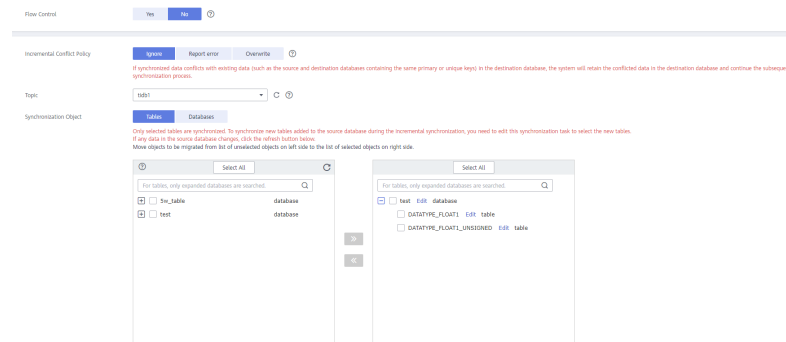 Flow Control Yes No
Incremental Conflict Policy Ignore Report error Overwrite
If synchronized data conflicts with existing data (such as the source and destination databases containing the same primary or unique keys) in the destination database, the system will retain the conflicted data in the destination database and continue the subseque
synchronization process.
Topic tidb1
Synchronization Object Tables Databases
Only selected tables are synchronized. To synchronize new tables added to the source database during the incremental synchronization, you need to edit this synchronization task to select the new tables.
If any data in the source database changes, click the refresh button below.
Move objects to be migrated from list of unselected objects on left side to the list of selected objects on right side.
Select All
For tables, only expanded databases are searched.
5w_table database
test database
Select All
For tables, only expanded databases are searched.
test Edit database
DATATYPE_FLOAT1 Edit table
DATATYPE_FLOAT1_UNSIGNED Edit table